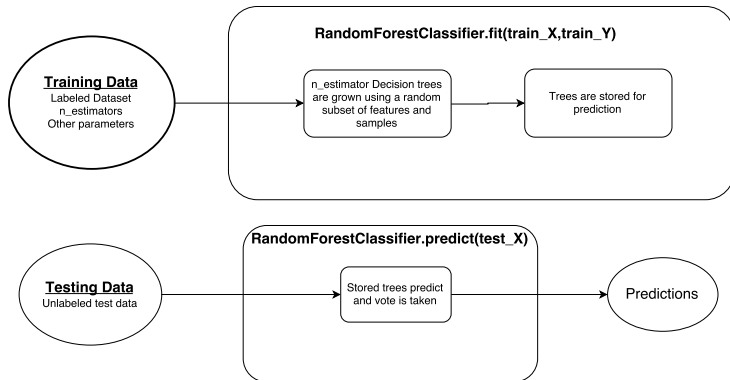 RandomForestClassifier.fit(train_X,train_Y)
Training Data
Labeled Dataset
n_estimators
Other parameters
n_estimator Decision trees
are grown using a random
subset of features and
samples
Trees are stored for
prediction
RandomForestClassifier.predict(test_X)
Testing Data
Unlabeled test data
Stored trees predict
and vote is taken
Predictions